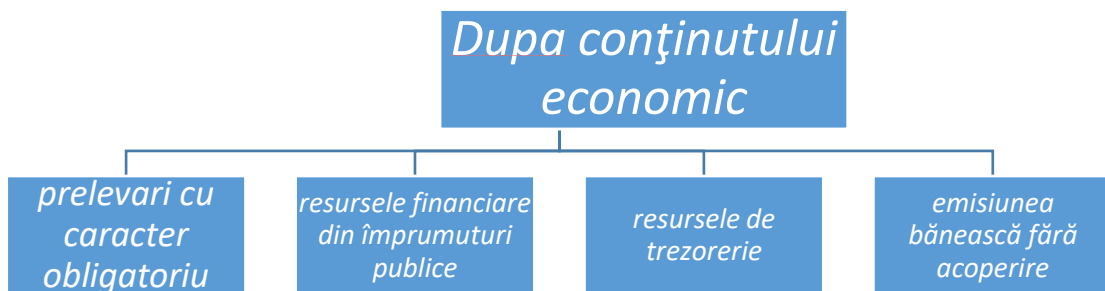 Dupa conţinutului
economic
prelevari cu
caracter
obligatoriu
resursele financiare
din împrumuturi
publice
resursele de
trezorerie
emisiunea
bănească fără
acoperire